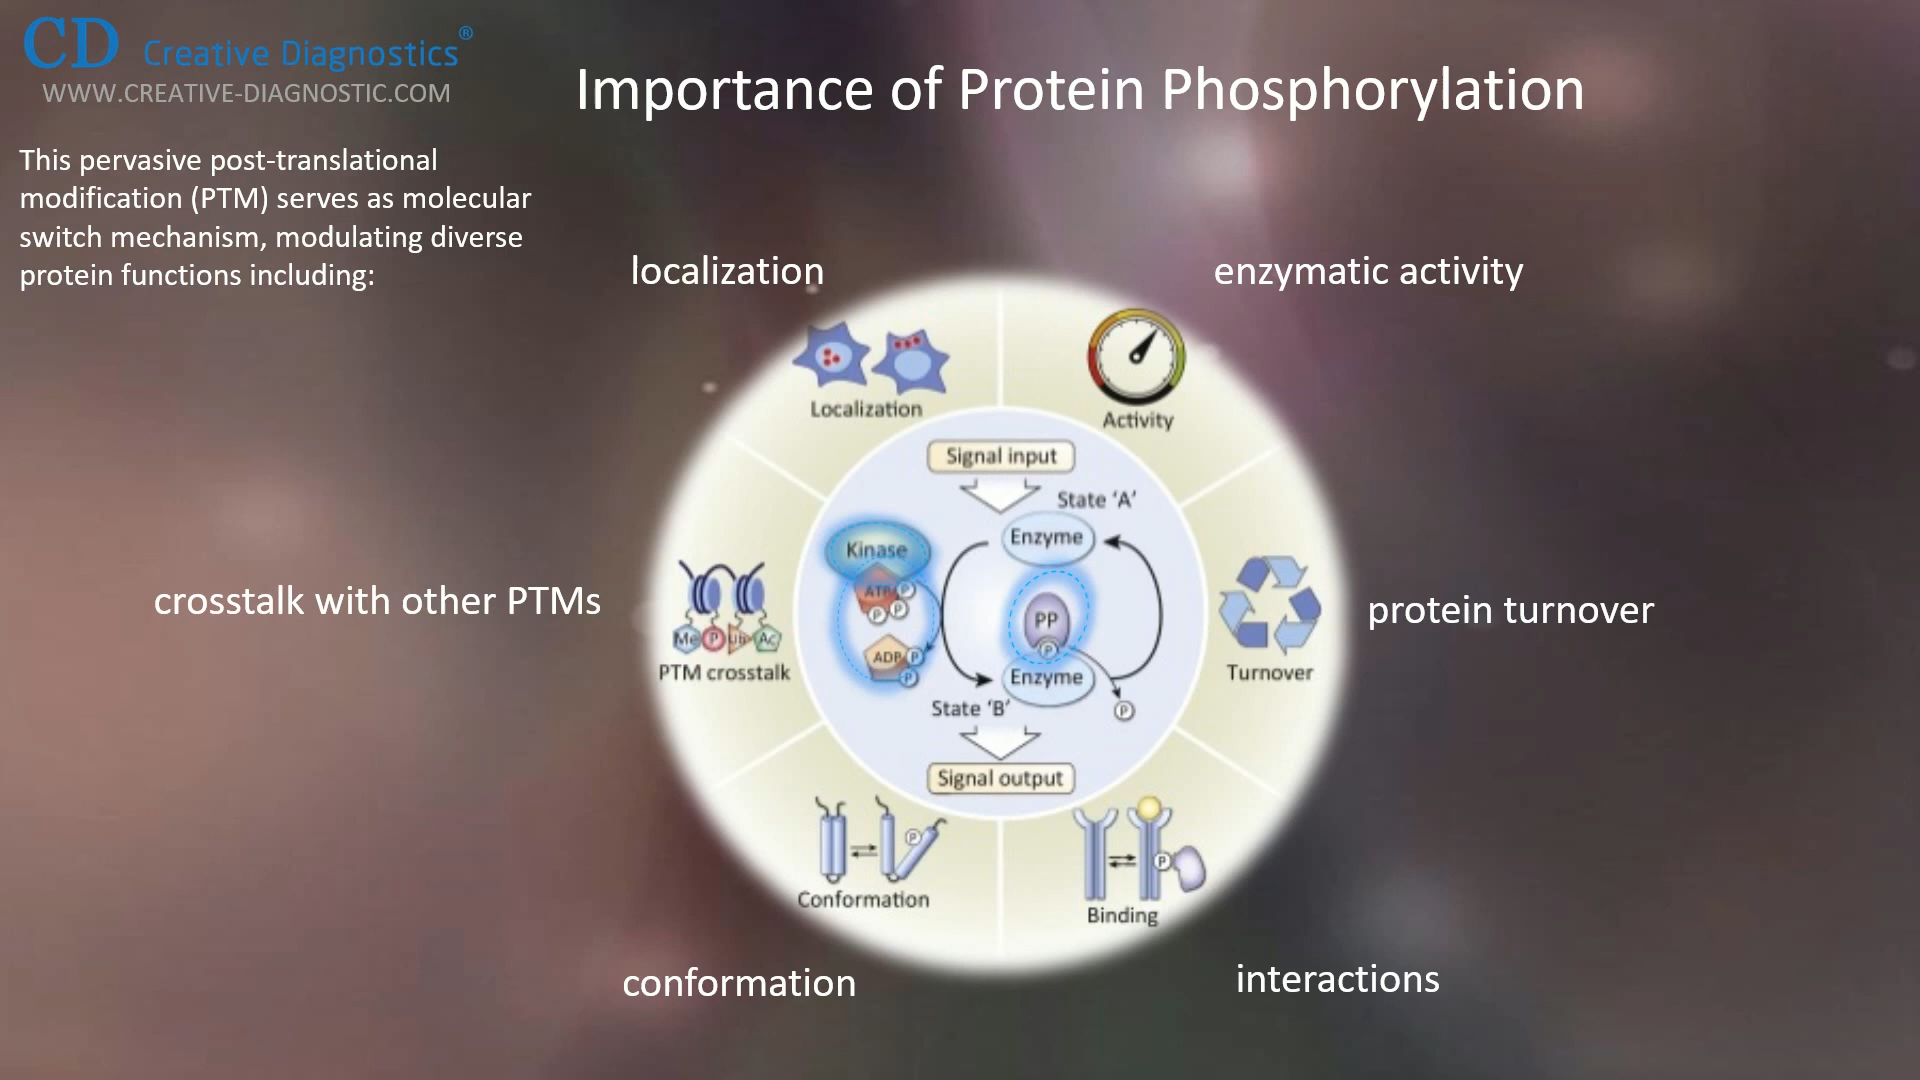 CD Creative Diagnostics®
WWW.CREATIVE-DIAGNOSTIC.COM
Importance of Protein Phosphorylation
This pervasive post-translational
modification (PTM) serves as molecular
switch mechanism, modulating diverse
protein functions including:
localization
enzymatic activity
Localization
Activity
Signal input
State 'A'
Kinase
Enzyme
ATP P
P P
PP
P
ADP P
P
Enzyme
State 'B'
P
Signal output
crosstalk with other PTMs
Me P Ub Ac
PTM crosstalk
Turnover
protein turnover
P
Conformation
P
Binding
conformation
interactions